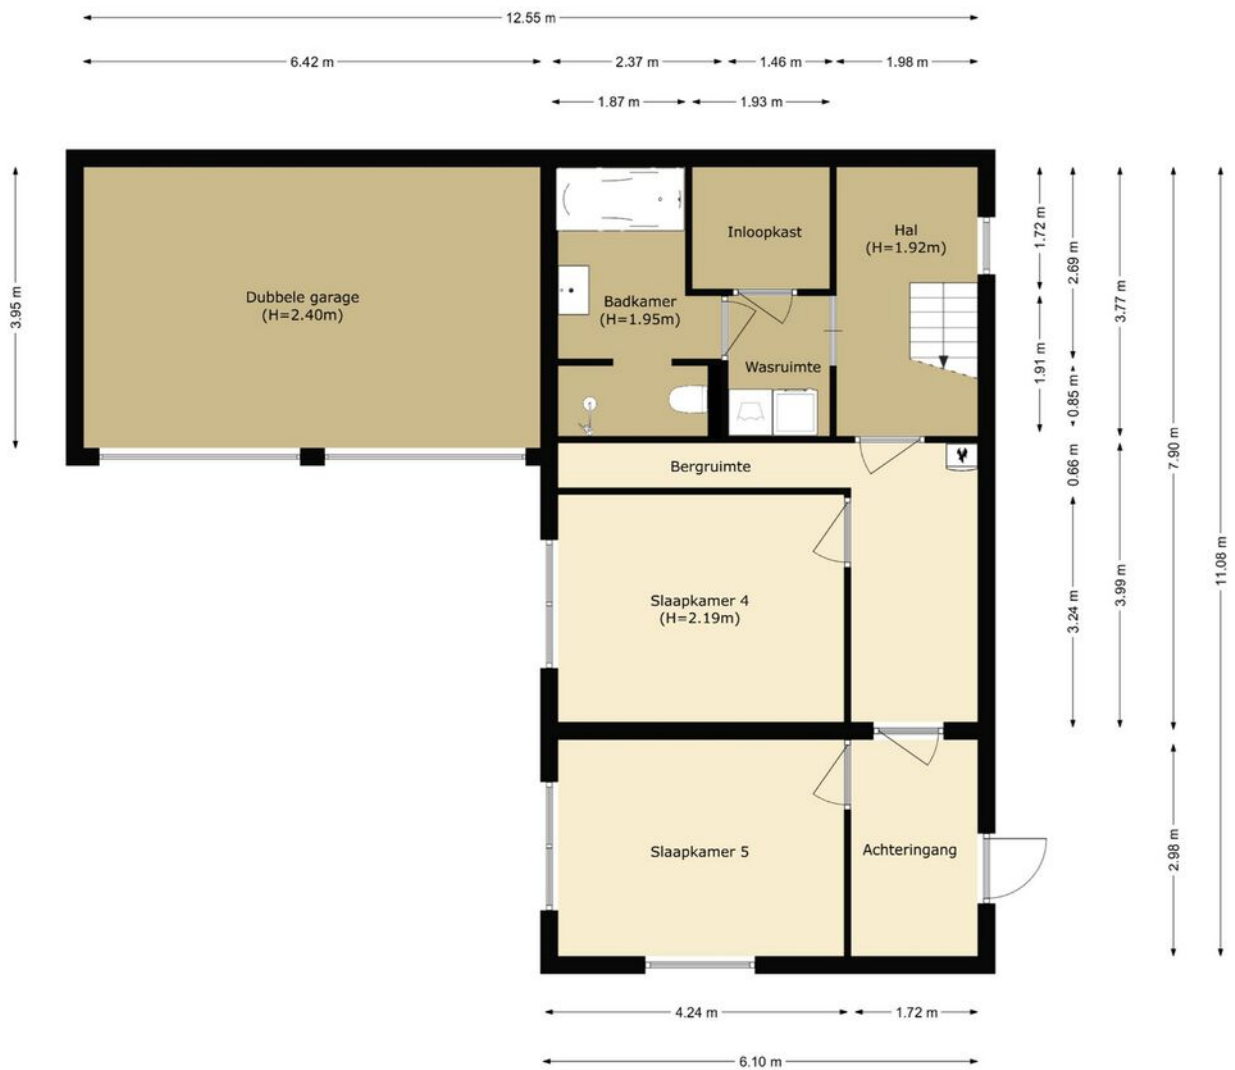 12.55 m
6.42 m
2.37 m
1.46 m
1.98 m
1.87 m
1.93 m
3.95 m
Dubbele garage
(H=2.40m)
Badkamer
(H=1.95m)
Inloopkast
Hal
(H=1.92m)
Wasruimte
1.72 m
2.69 m
3.77 m
7.90 m
11.08 m
1.91 m
0.85 m
0.66 m
3.24 m
3.99 m
2.98 m
Bergruimte
Slaapkamer 4
(H=2.19m)
Slaapkamer 5
Achteringang
4.24 m
1.72 m
6.10 m